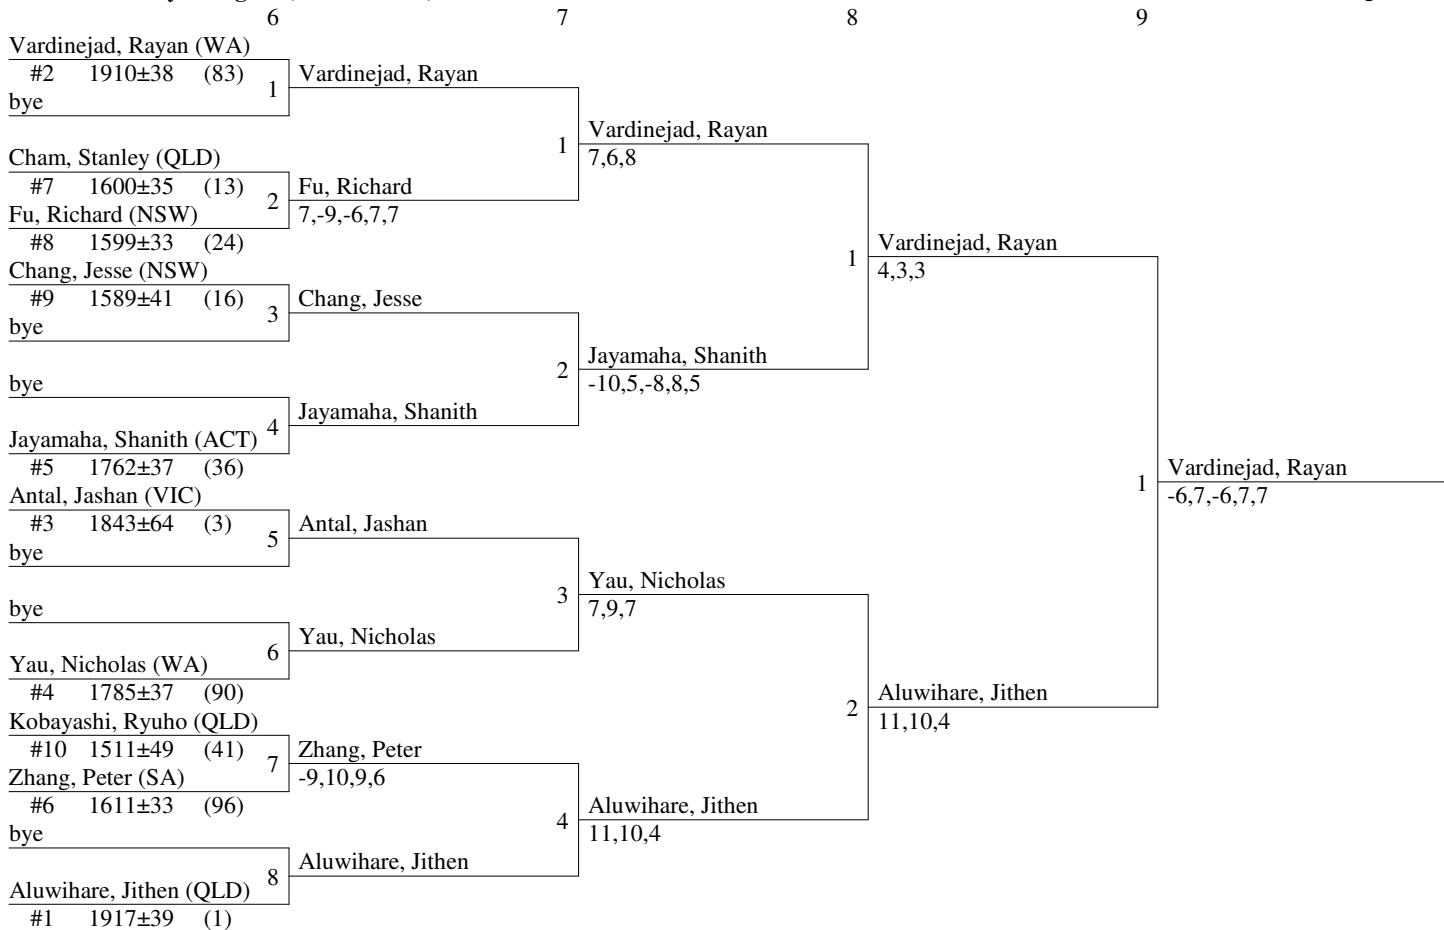 6 7 8 9
Vardinejad, Rayan (WA)
#2 1910±38 (83)
1 Vardinejad, Rayan
bye
1 Vardinejad, Rayan
7,6,8
Cham, Stanley (QLD)
#7 1600±35 (13)
2 Fu, Richard
7,-9,-6,7,7
Fu, Richard (NSW)
#8 1599±33 (24)
1 Vardinejad, Rayan
4,3,3
Chang, Jesse (NSW)
#9 1589±41 (16)
3 Chang, Jesse
bye
2 Jayamaha, Shanith
-10,5,-8,8,5
bye
4 Jayamaha, Shanith
Jayamaha, Shanith (ACT)
#5 1762±37 (36)
1 Vardinejad, Rayan
-6,7,-6,7,7
Antal, Jashan (VIC)
#3 1843±64 (3)
5 Antal, Jashan
bye
3 Yau, Nicholas
7,9,7
bye
6 Yau, Nicholas
Yau, Nicholas (WA)
#4 1785±37 (90)
2 Aluwihare, Jithen
11,10,4
Kobayashi, Ryuho (QLD)
#10 1511±49 (41)
7 Zhang, Peter
-9,10,9,6
Zhang, Peter (SA)
#6 1611±33 (96)
4 Aluwihare, Jithen
11,10,4
bye
8 Aluwihare, Jithen
Aluwihare, Jithen (QLD)
#1 1917±39 (1)